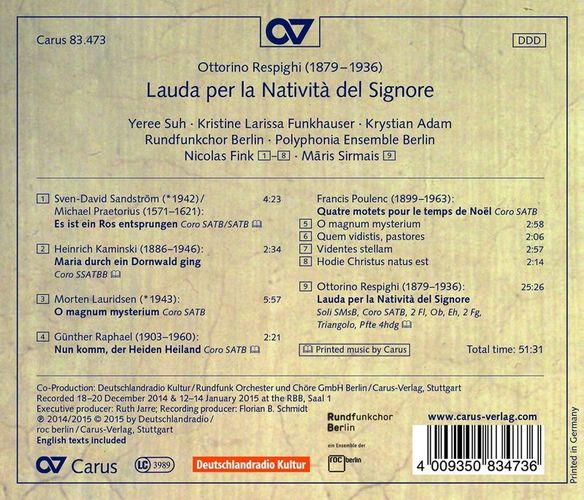 Carus 83.473
DDD
Ottorino Respighi (1879–1936)
Lauda per la Natività del Signore
Yeree Suh · Kristine Larissa Funkhauser · Krystian Adam
Rundfunkchor Berlin · Polyphonia Ensemble Berlin
Nicolas Fink 1–8 · Māris Sirmais 9
1 Sven-David Sandström (*1942)/ 4:23
Michael Praetorius (1571–1621):
Es ist ein Ros entsprungen Coro SATB/SATB
2 Heinrich Kaminski (1886–1946): 2:34
Maria durch ein Dornwald ging
Coro SSATBB
3 Morten Lauridsen (*1943): 5:57
O magnum mysterium Coro SATB
4 Günther Raphael (1903–1960): 2:21
Nun komm, der Heiden Heiland Coro SATB
Francis Poulenc (1899–1963):
Quatre motets pour le temps de Noël Coro SATB
5 O magnum mysterium 2:58
6 Quem vidistis, pastores 2:06
7 Videntes stellam 2:57
8 Hodie Christus natus est 2:14
9 Ottorino Respighi (1879–1936): 25:26
Lauda per la Natività del Signore
Soli SMsB, Coro SATB, 2 Fl, Ob, Eh, 2 Fg,
Triangolo, Pfte 4hdg
Printed music by Carus
Total time: 51:31
Co-Production: Deutschlandradio Kultur/Rundfunk Orchester und Chöre GmbH Berlin/Carus-Verlag, Stuttgart
Recorded 18–20 December 2014 & 12–14 January 2015 at the RBB, Saal 1
Executive producer: Ruth Jarre; Recording producer: Florian B. Schmidt
℗ 2014/2015 © 2015 by Deutschlandradio/
roc berlin/Carus-Verlag, Stuttgart
English texts included
Carus
LC 3989
Deutschlandradio Kultur
Rundfunkchor
Berlin
ein Ensemble der
roc berlin
www.carus-verlag.com
4 009350 834736
Printed in Germany